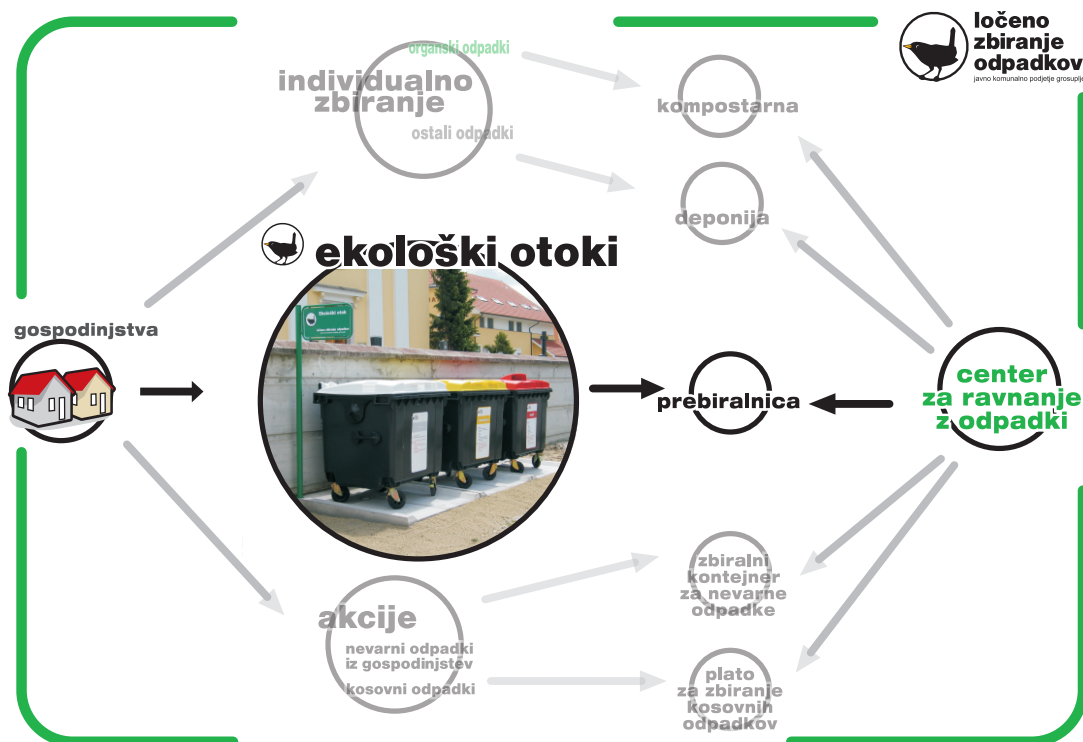 ločeno
zbiranje
odpadkov
javno komunalno podjetje grosuplje
organski odpadki
individualno
zbiranje
ostali odpadki
kompostarna
deponija
ekološki otoki
Ekološki otok
gospodinjstva
prebiralnica
center
za ravnanje
z odpadki
akcije
nevarni odpadki
iz gospodinjstev
kosovni odpadki
zbiralni
kontejner
za nevarne
odpadke
plato
za zbiranje
kosovnih
odpadkov